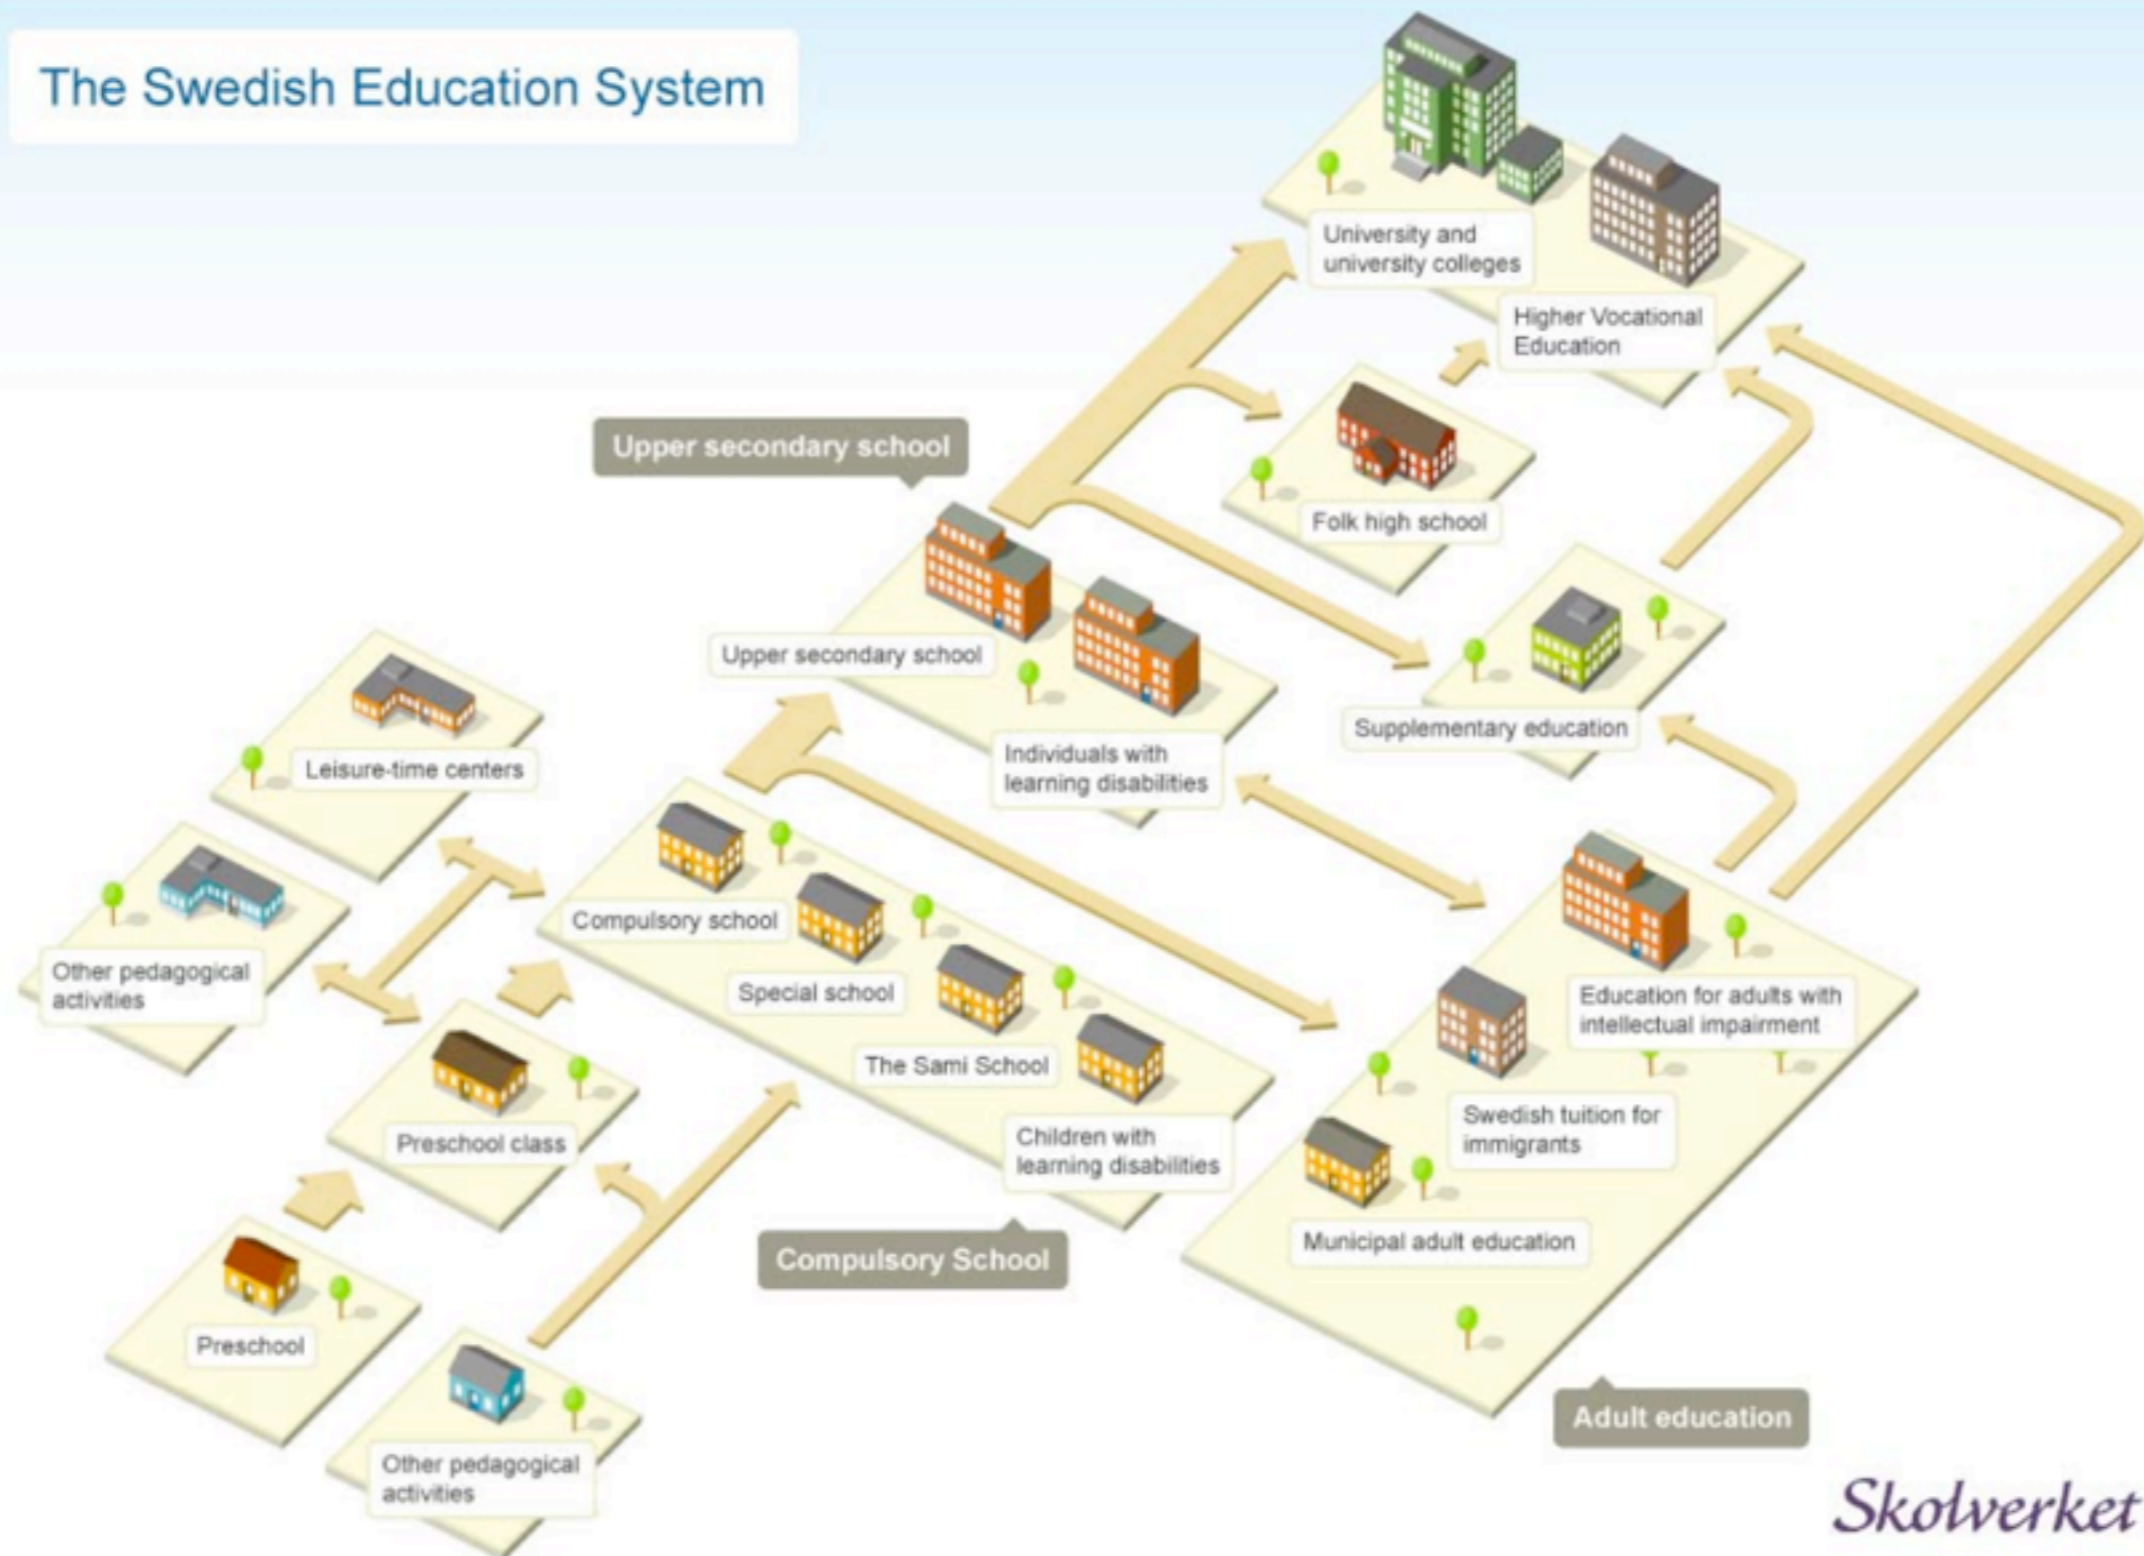 The Swedish Education System
University and
university colleges
Higher Vocational
Education
Upper secondary school
Folk high school
Upper secondary school
Supplementary education
Individuals with
learning disabilities
Leisure-time centers
Compulsory school
Other pedagogical
activities
Special school
Education for adults with
intellectual impairment
The Sami School
Swedish tuition for
immigrants
Preschool class
Children with
learning disabilities
Municipal adult education
Compulsory School
Preschool
Adult education
Other pedagogical
activities
Skolverket